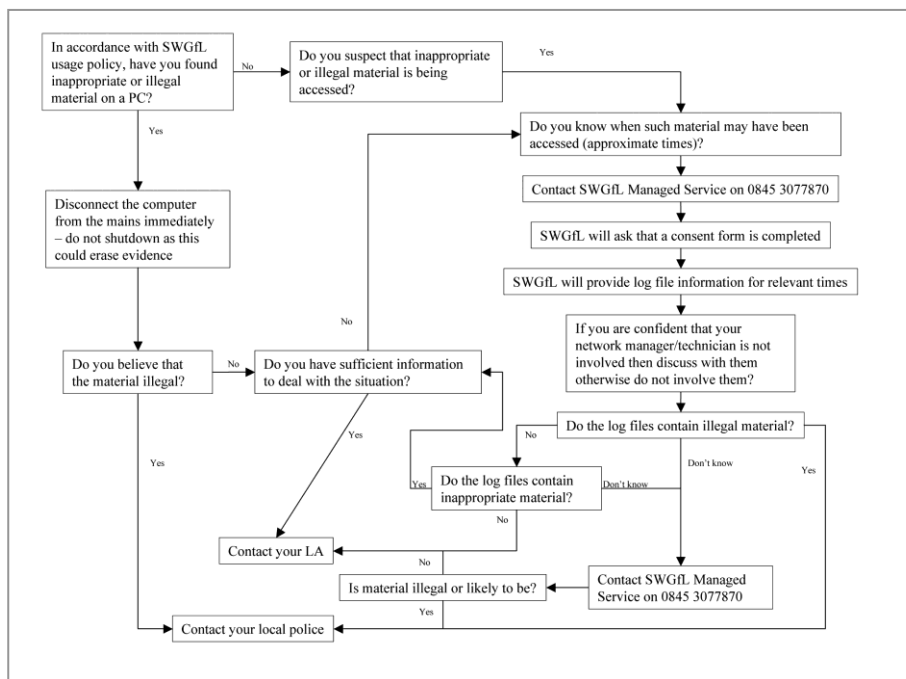 In accordance with SWGfL
usage policy, have you found
inappropriate or illegal
material on a PC?
No
Do you suspect that inappropriate
or illegal material is being
accessed?
Yes
Yes
Do you know when such material may have been
accessed (approximate times)?
Contact SWGfL Managed Service on 0845 3077870
Disconnect the computer
from the mains immediately
– do not shutdown as this
could erase evidence
SWGfL will ask that a consent form is completed
SWGfL will provide log file information for relevant times
No
If you are confident that your
network manager/technician is not
involved then discuss with them
otherwise do not involve them?
Do you believe that
the material illegal?
No
Do you have sufficient information
to deal with the situation?
Do the log files contain illegal material?
Yes
No
Yes
Don't know
Yes
Do the log files contain
inappropriate material?
Yes
Don't know
No
Contact your LA
No
Is material illegal or likely to be?
Contact SWGfL Managed
Service on 0845 3077870
Yes
Contact your local police